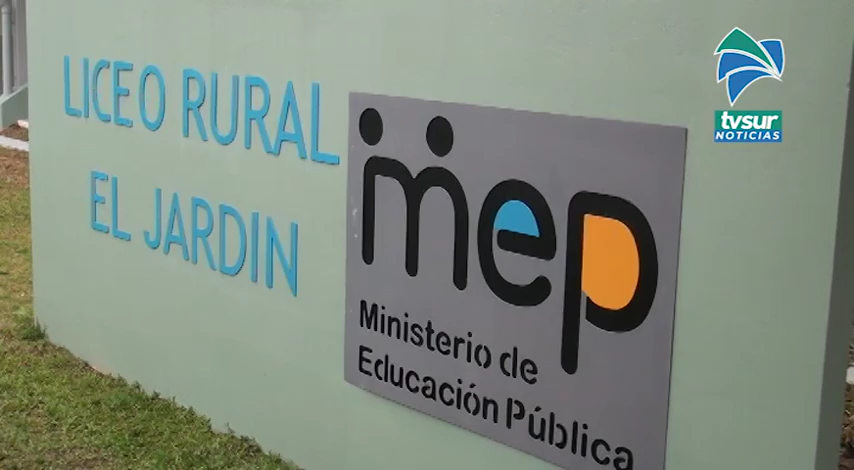 LICEO RURAL
EL JARDIN
mep
Ministerio de
Educación Pública
tvsur
NOTICIAS